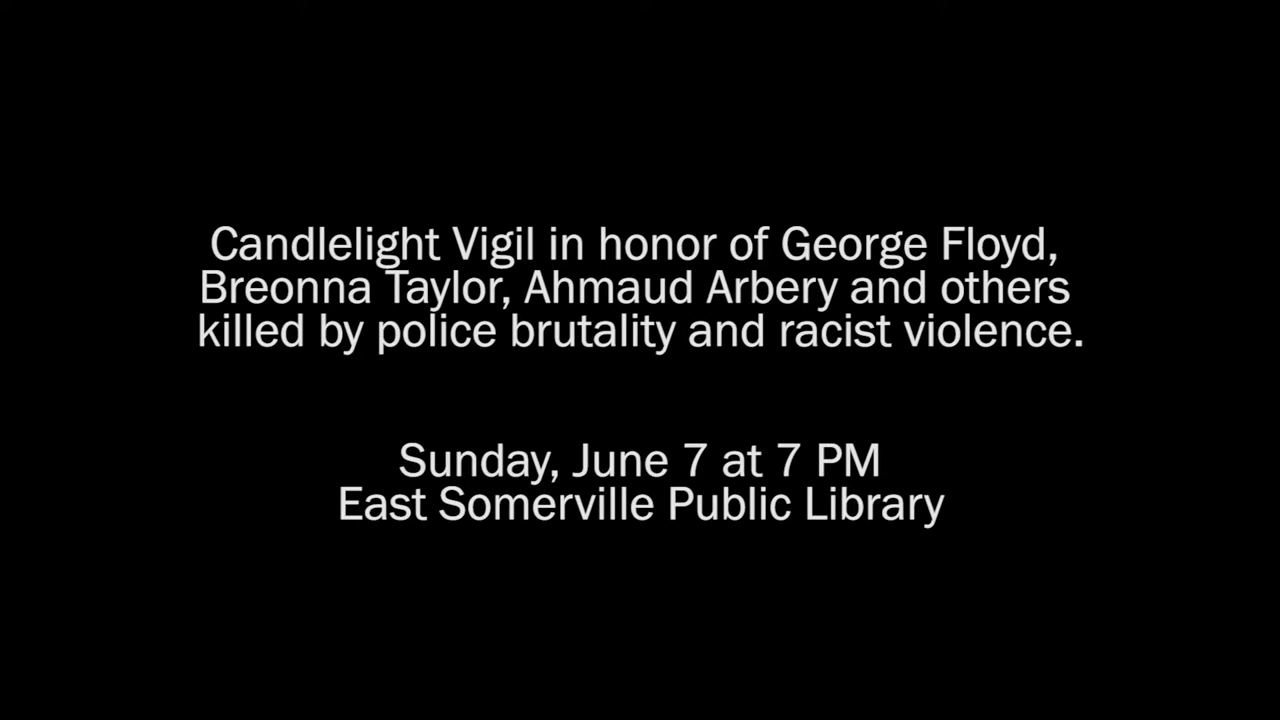 Candlelight Vigil in honor of George Floyd,
Breonna Taylor, Ahmaud Arbery and others
killed by police brutality and racist violence.
Sunday, June 7 at 7 PM
East Somerville Public Library